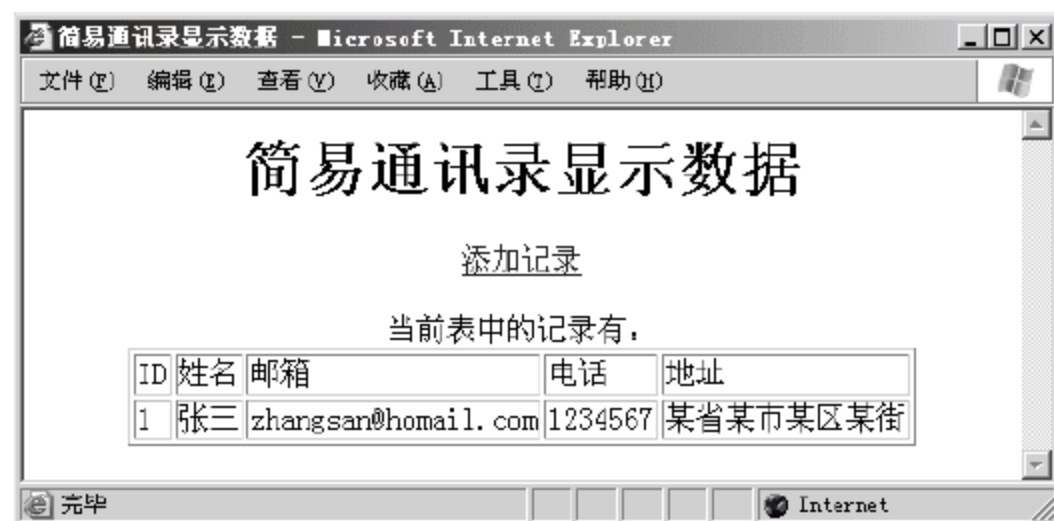 简易通讯录显示数据 - Microsoft Internet Explorer
文件(F) 编辑(E) 查看(V) 收藏(A) 工具(T) 帮助(H)
简易通讯录显示数据
添加记录
当前表中的记录有：
ID 姓名 邮箱 电话 地址
1 张三 zhangsan@homail.com 1234567 某省某市某区某街
完毕 Internet